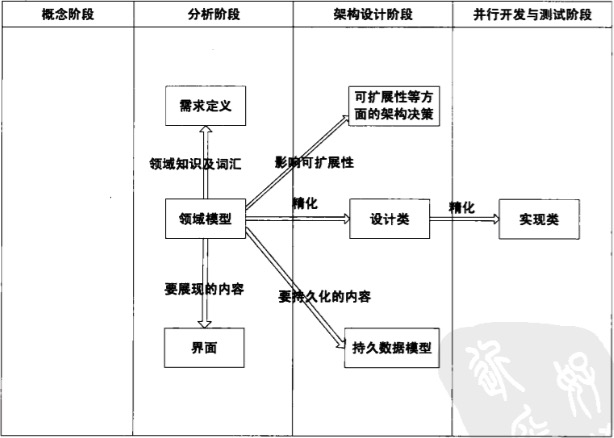 概念阶段
分析阶段
架构设计阶段
并行开发与测试阶段
需求定义
可扩展性等方
面的架构决策
领域知识及词汇
影响可扩展性
领域模型
精化
设计类
精化
实现类
要展现的内容
要持久化的内容
界面
持久数据模型